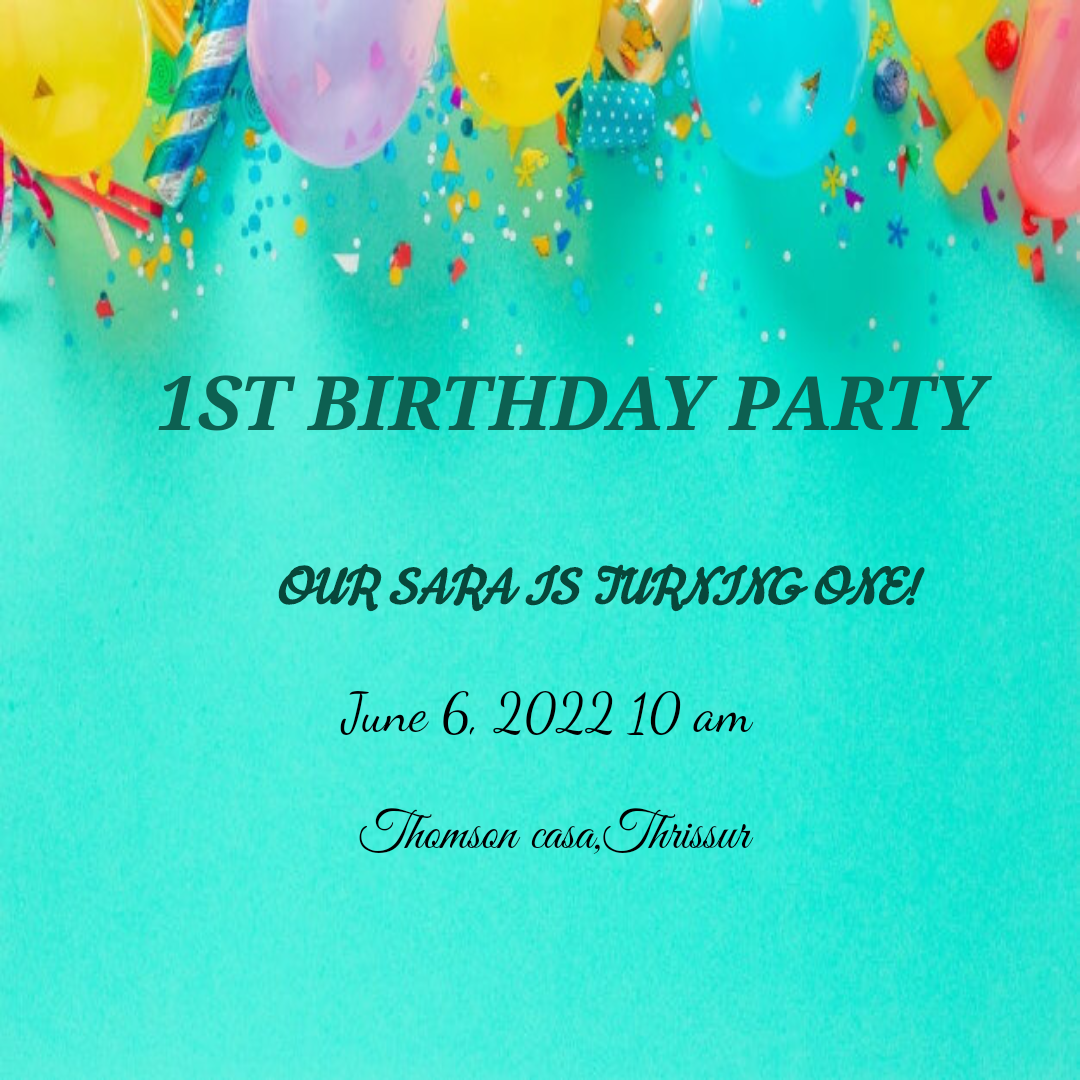 1ST BIRTHDAY PARTY
OUR SARA IS TURNING ONE!
June 6, 2022 10 am
Thomson casa,Thrissur